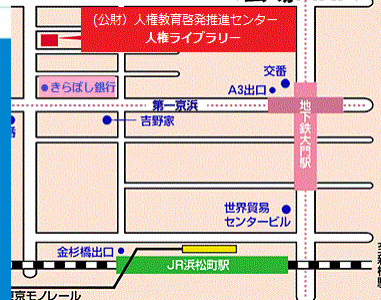 (公財)人権教育啓発推進センター
人権ライブラリー
交番
きらぼし銀行
A3出口
第一京浜
地下鉄大門駅
吉野家
世界貿易
センタービル
金杉橋出口
JR浜松町駅
東京モノレール